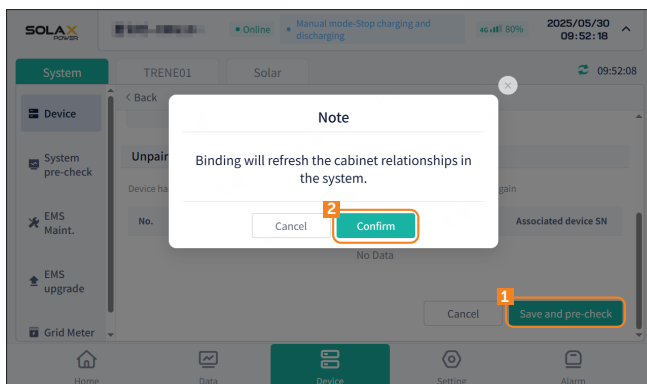 SOLAX
POWER
Online
Manual mode-Stop charging and
discharging
4G 80%
2025/05/30
09:52:18
System
TRENE01
Solar
09:52:08
< Back
Device
System
pre-check
EMS
Maint.
EMS
upgrade
Grid Meter
Unpair
Device ha
gain
No.
Associated device SN
No Data
Note
Binding will refresh the cabinet relationships in
the system.
2
Cancel
Confirm
1
Cancel
Save and pre-check
Home
Data
Device
Setting
Alarm